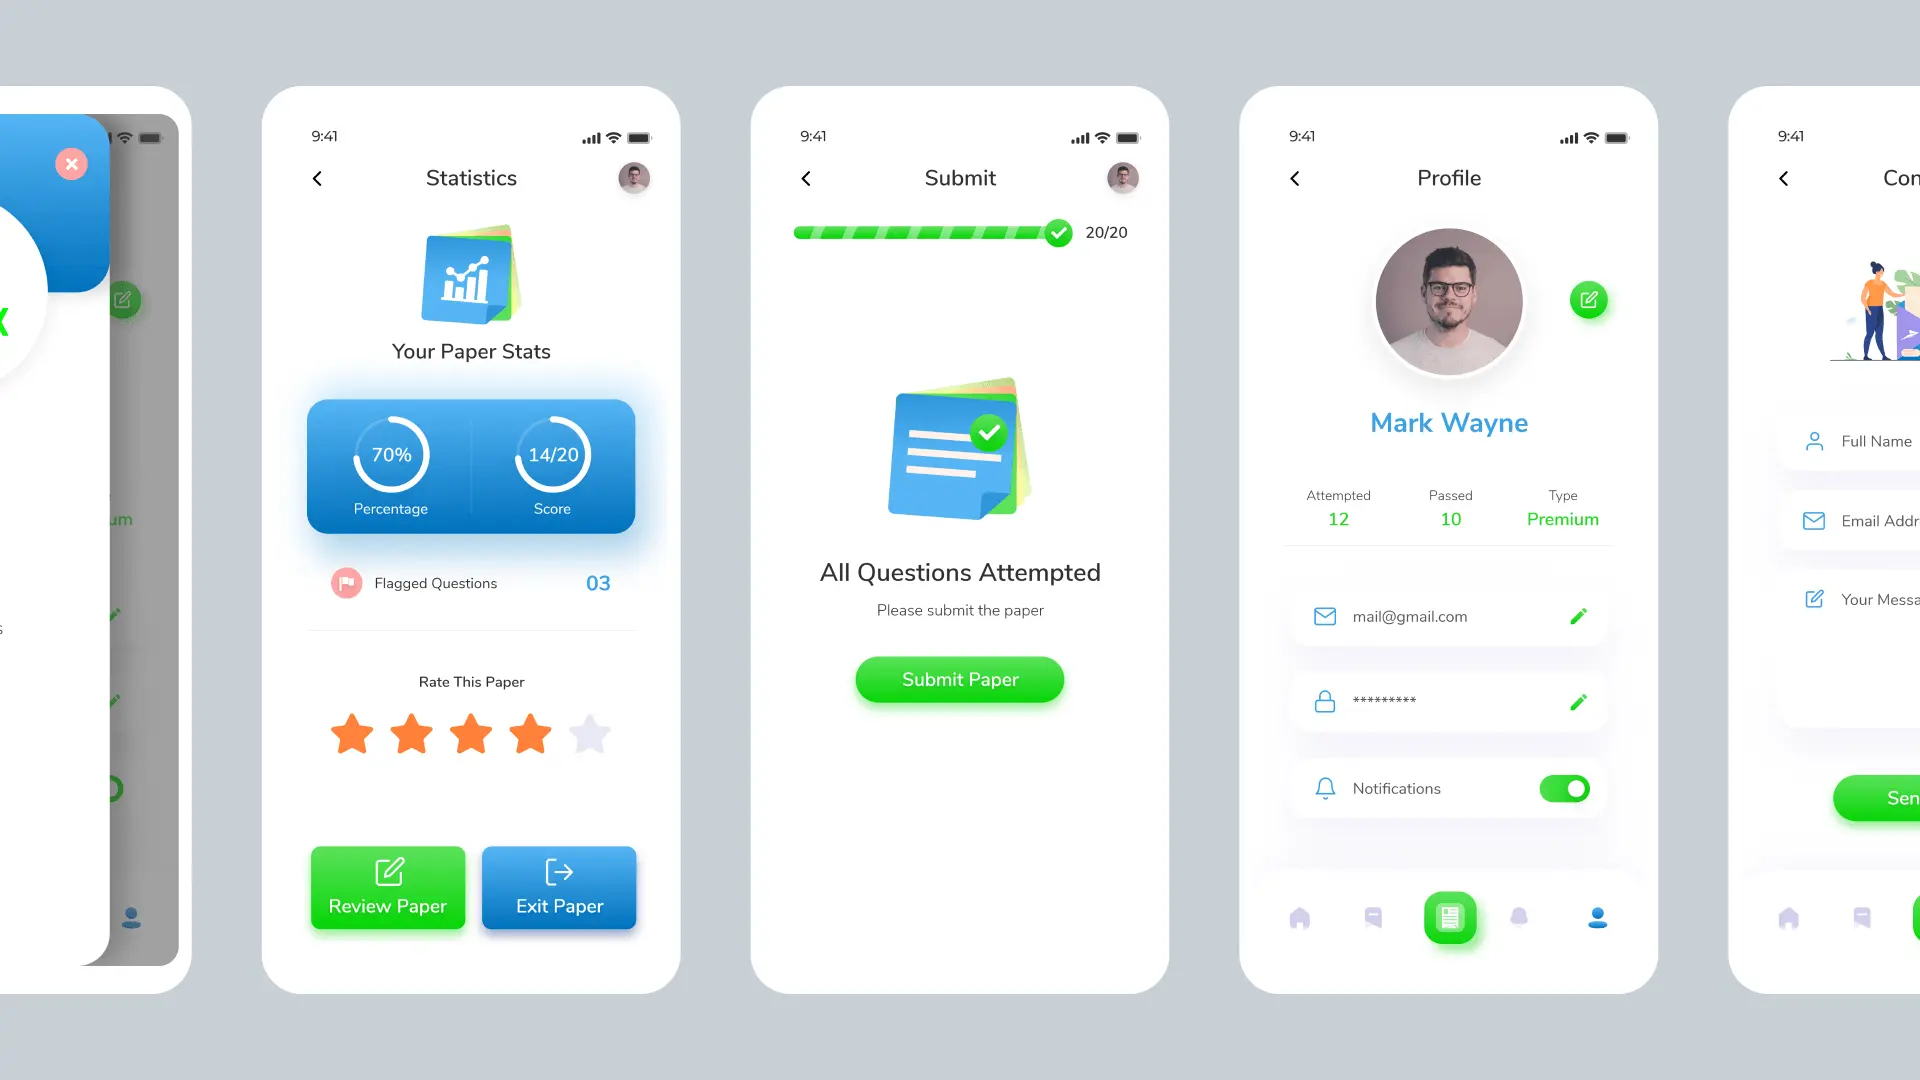 um
9:41
Statistics
Your Paper Stats
70%
14/20
Percentage
Score
Flagged Questions
03
Rate This Paper
Review Paper
Exit Paper
9:41
Submit
20/20
All Questions Attempted
Please submit the paper
Submit Paper
9:41
Profile
Mark Wayne
Attempted
Passed
Type
12
10
Premium
mail@gmail.com
*********
Notifications
9:41
Con
Full Name
Email Addr
Your Messa
Sen